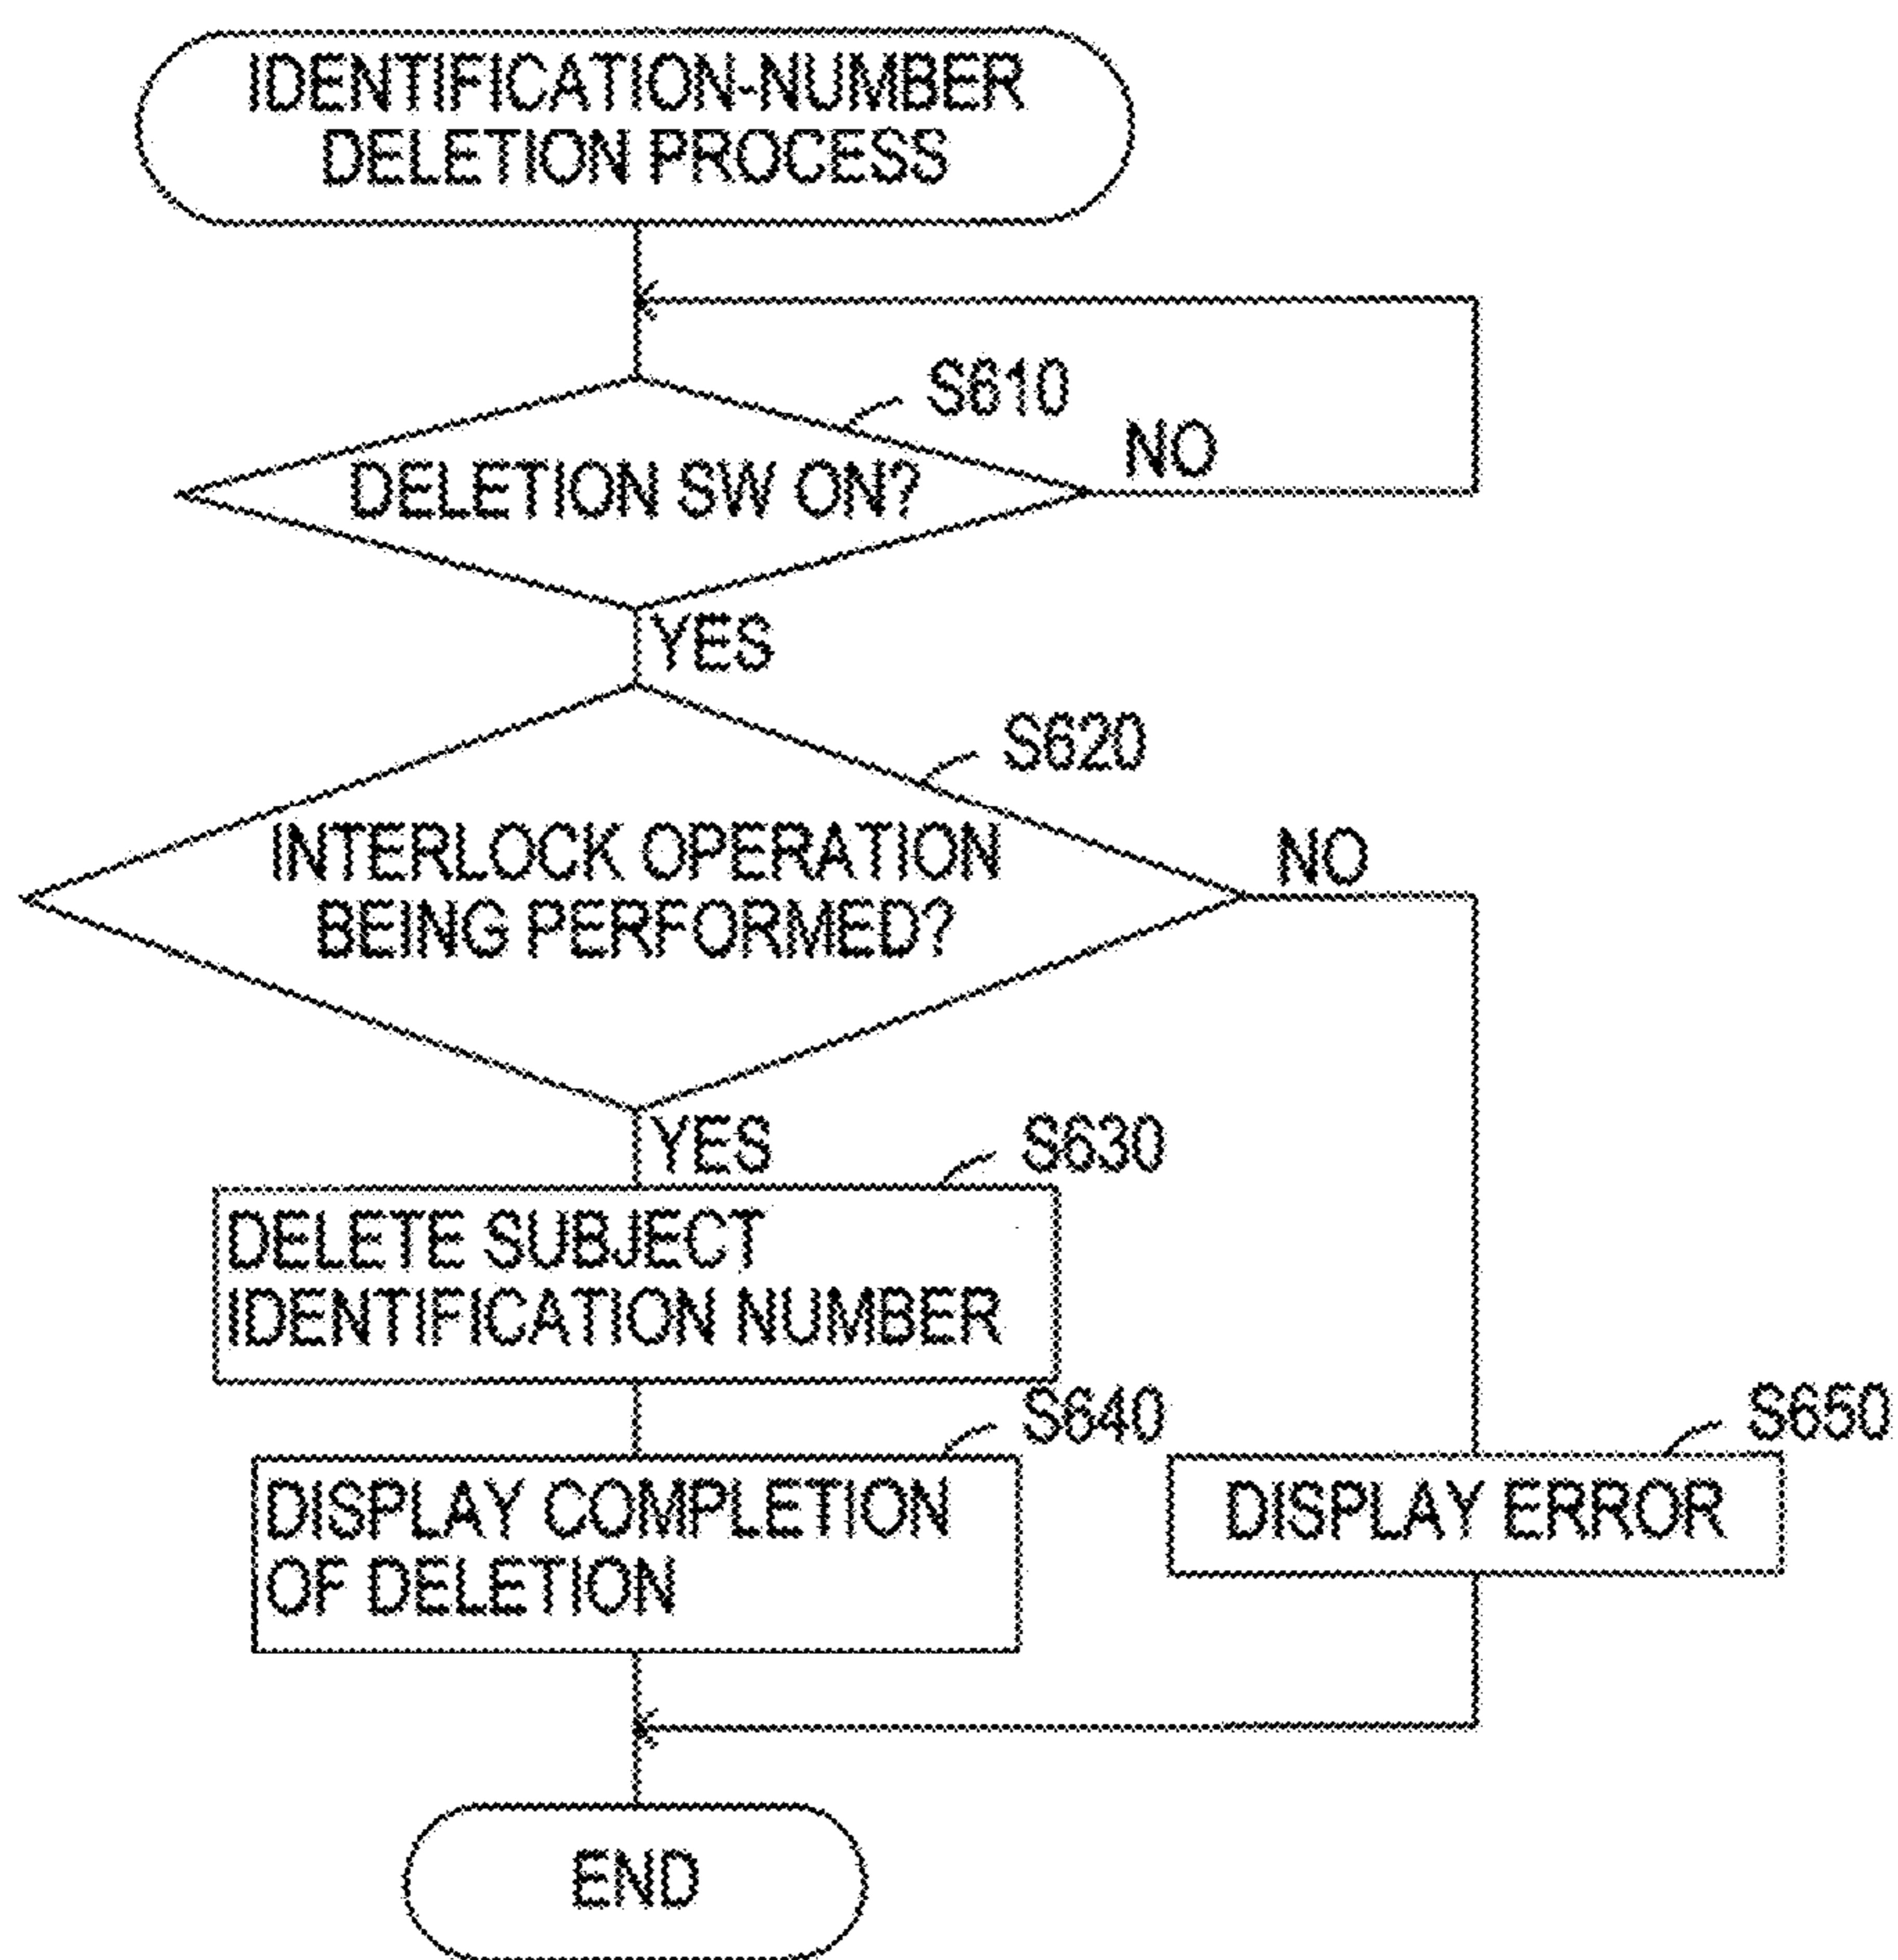 IDENTIFICATION-NUMBER
DELETION PROCESS
S610
NO
DELETION SW ON?
YES
S620
INTERLOCK OPERATION
BEING PERFORMED?
NO
YES
S630
DELETE SUBJECT
IDENTIFICATION NUMBER
S640
DISPLAY COMPLETION
OF DELETION
S650
DISPLAY ERROR
END